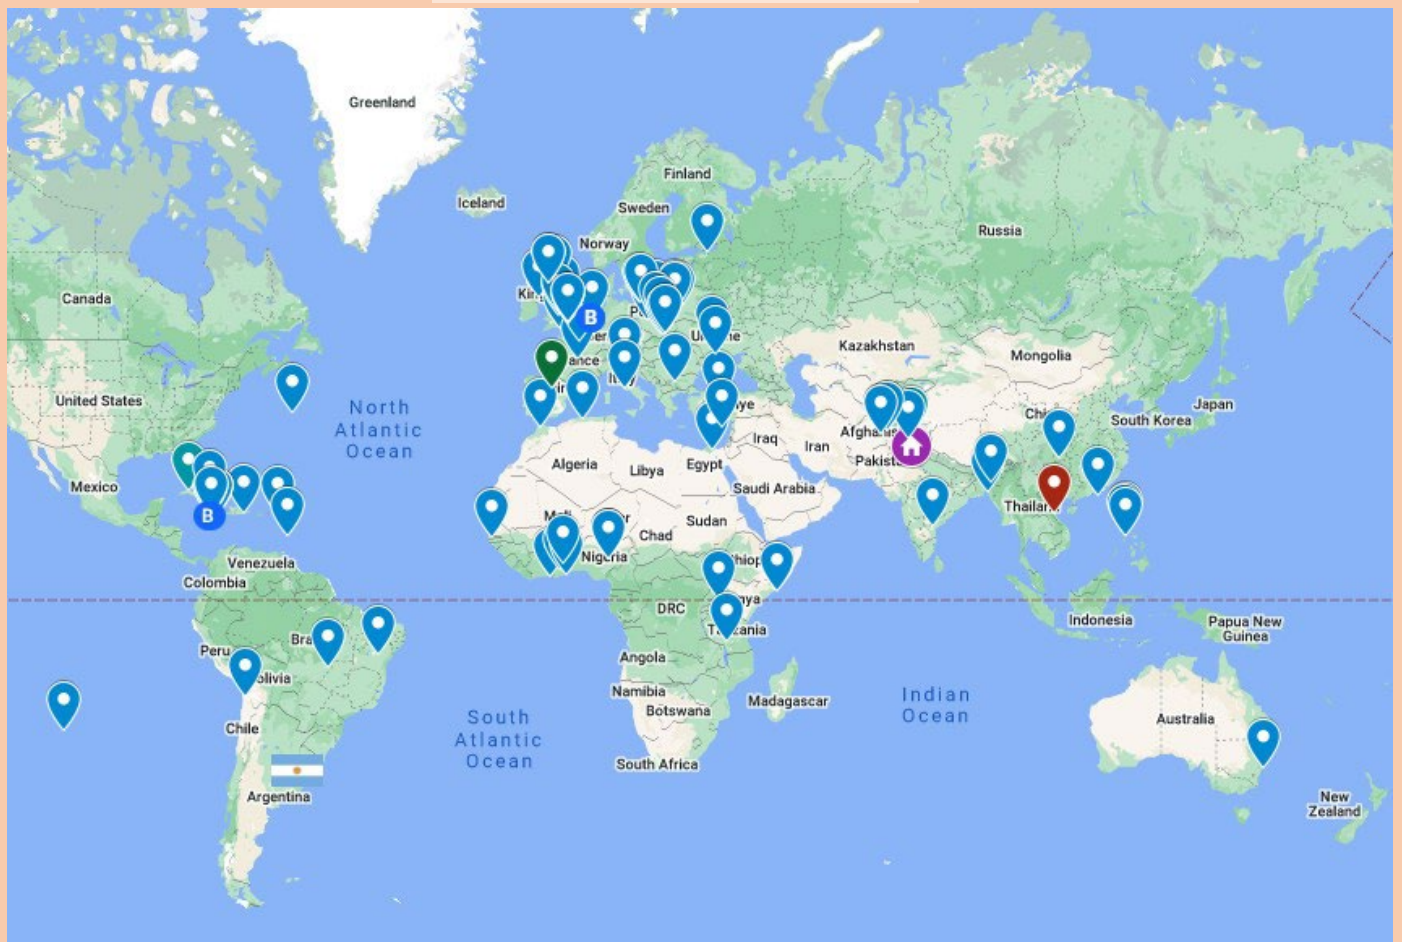 Greenland
Finland
Iceland
Sweden
Norway
Russia
Canada
B
Kazakhstan
Mongolia
United States
North
Atlantic
Ocean
South Korea
Japan
Iraq
Iran
Algeria
Libya
Egypt
Mexico
Saudi Arabia
B
Sudan
Chad
Nigeria
Venezuela
Colombia
DRC
Indonesia
Papua New
Guinea
Peru
Angola
Namibia
Botswana
Madagascar
Indian
Ocean
South
Atlantic
Ocean
Chile
Australia
South Africa
Argentina
New
Zealand